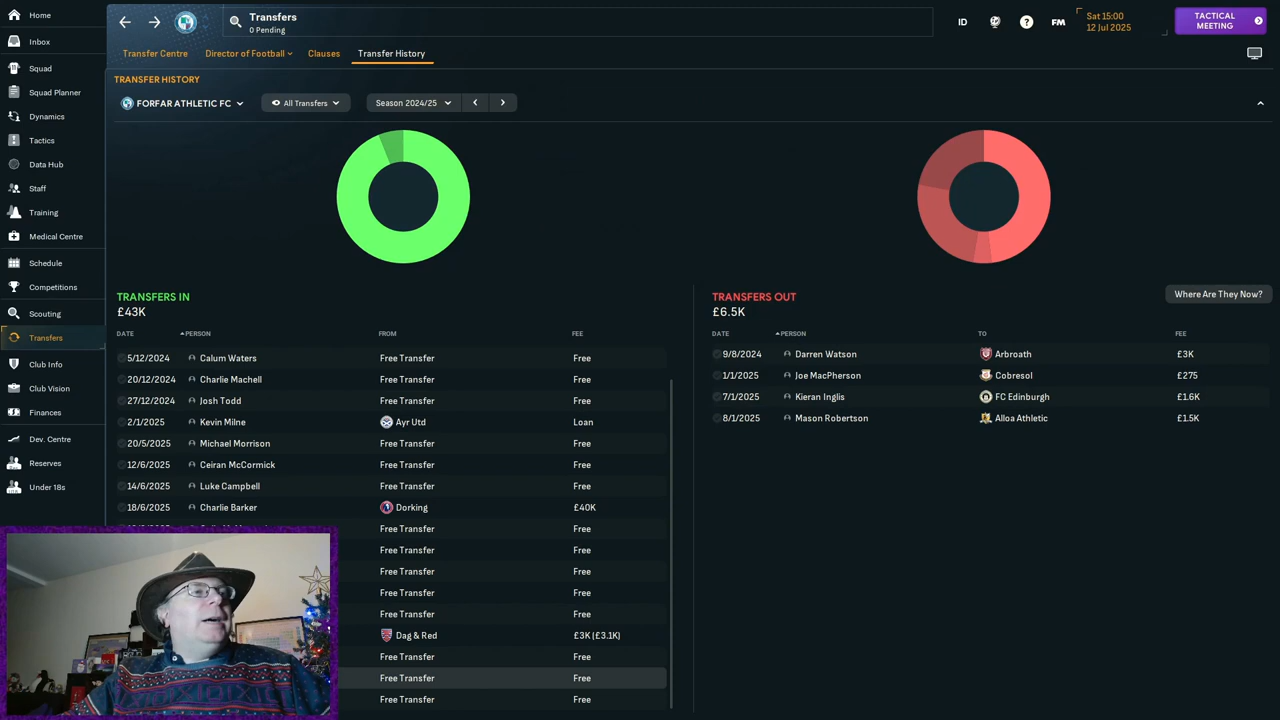 Home
Inbox
Squad
Squad Planner
Dynamics
Tactics
Data Hub
Staff
Training
Medical Centre
Schedule
Competitions
Scouting
Transfers
Club Info
Club Vision
Finances
Dev. Centre
Reserves
Under 18s
Transfers
0 Pending
ID
FM
Sat 15:00
12 Jul 2025
TACTICAL
MEETING
Transfer Centre
Director of Football
Clauses
Transfer History
TRANSFER HISTORY
FORFAR ATHLETIC FC
All Transfers
Season 2024/25
TRANSFERS IN
£43K
DATE PERSON FROM FEE
5/12/2024 Calum Waters Free Transfer Free
20/12/2024 Charlie Machell Free Transfer Free
27/12/2024 Josh Todd Free Transfer Free
2/1/2025 Kevin Milne Ayr Utd Loan
20/5/2025 Michael Morrison Free Transfer Free
12/6/2025 Ceiran McCormick Free Transfer Free
14/6/2025 Luke Campbell Free Transfer Free
18/6/2025 Charlie Barker Dorking £40K
Free Transfer Free
Free Transfer Free
Free Transfer Free
Free Transfer Free
Free Transfer Free
Dag & Red £3K (£3.1K)
Free Transfer Free
Free Transfer Free
Free Transfer Free
TRANSFERS OUT
£6.5K
Where Are They Now?
DATE PERSON TO FEE
9/8/2024 Darren Watson Arbroath £3K
1/1/2025 Joe MacPherson Cobresol £275
7/1/2025 Kieran Inglis FC Edinburgh £1.6K
8/1/2025 Mason Robertson Alloa Athletic £1.5K